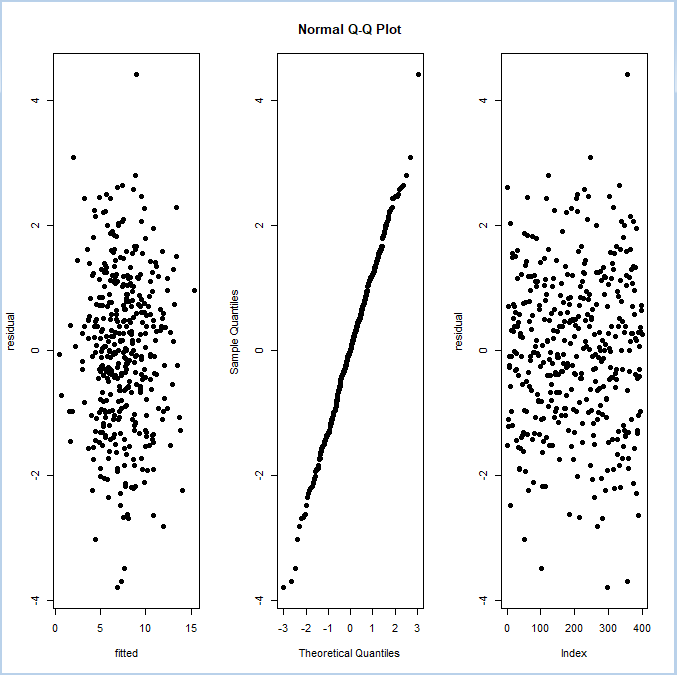 Normal Q-Q Plot
residual
-4
-2
0
2
4
0 5 10 15
fitted
Sample Quantiles
-4
-2
0
2
4
-3 -2 -1 0 1 2 3
Theoretical Quantiles
residual
-4
-2
0
2
4
0 100 200 300 400
Index